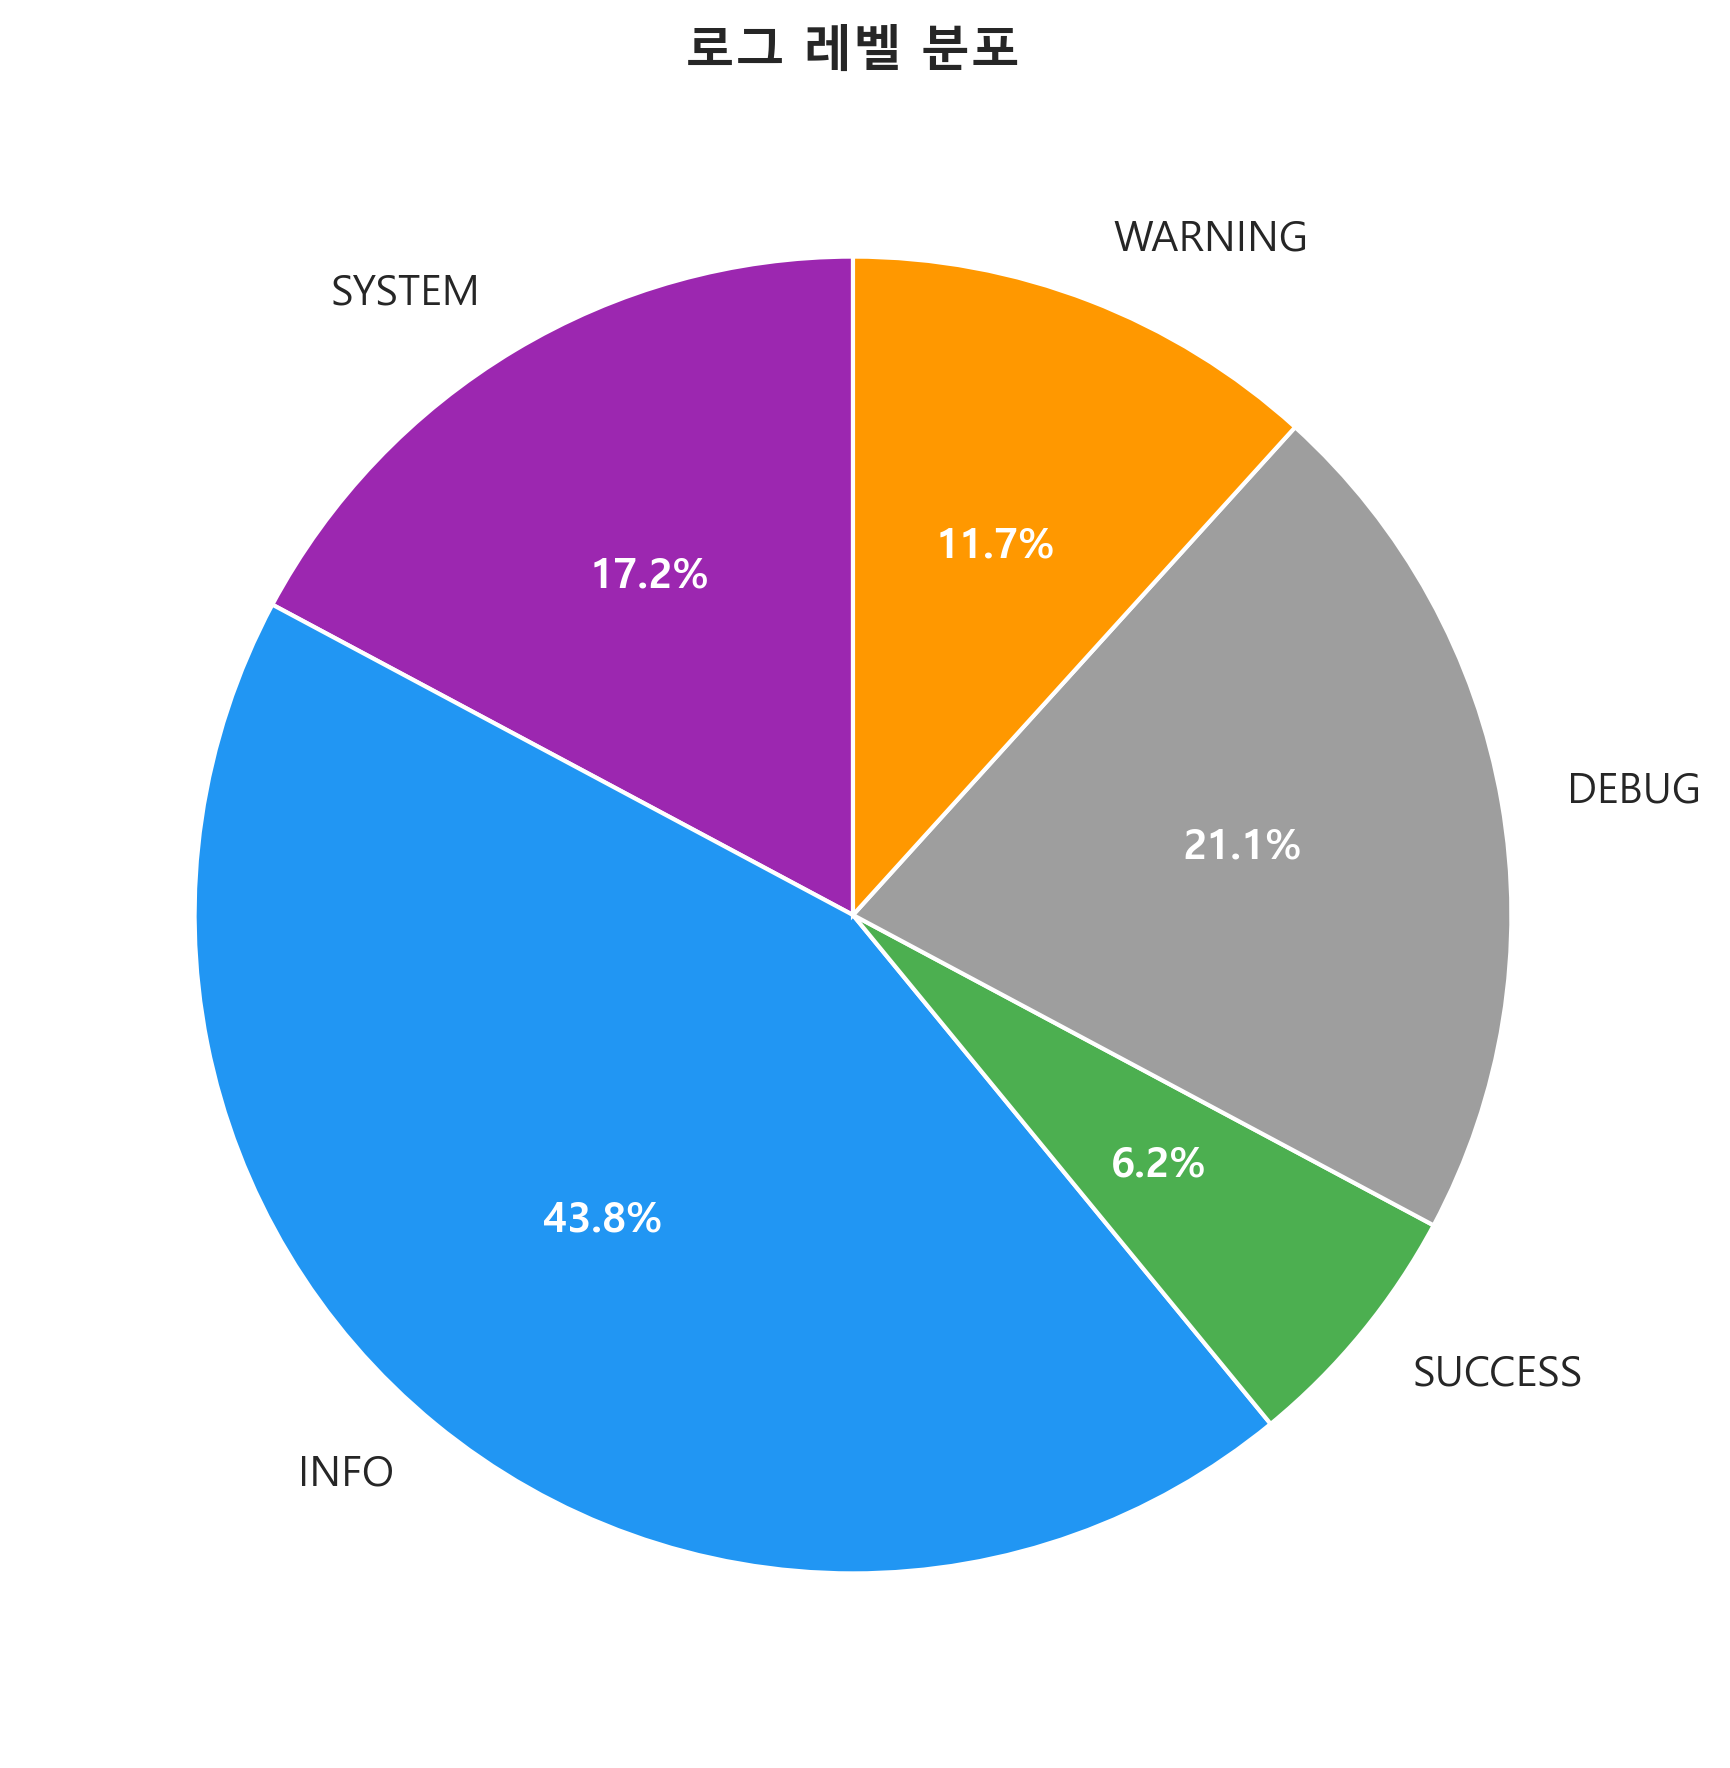 로그 레벨 분포
WARNING
SYSTEM
11.7%
17.2%
DEBUG
21.1%
6.2%
43.8%
SUCCESS
INFO